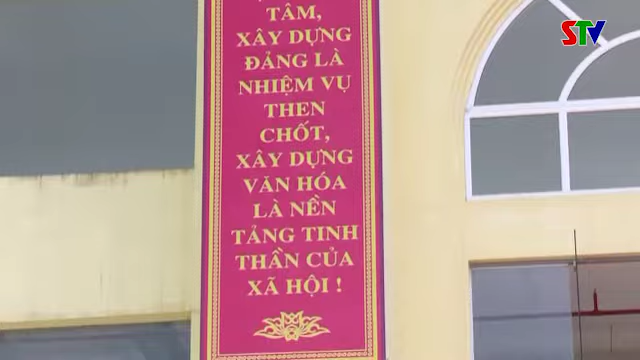 TÂM,
XÂY DỰNG
ĐẢNG LÀ
NHIỆM VỤ
THEN
CHỐT,
XÂY DỰNG
VĂN HÓA
LÀ NỀN
TẢNG TINH
THẦN CỦA
XÃ HỘI !
STV